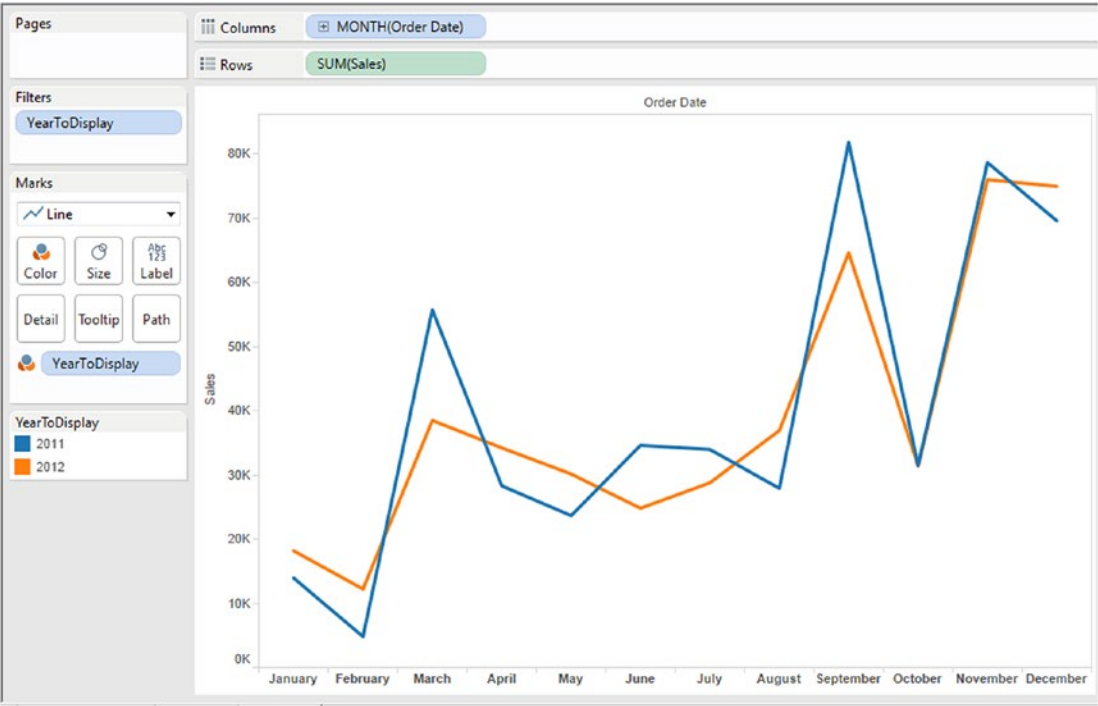 Pages
Columns
MONTH(Order Date)
Rows
SUM(Sales)
Filters
YearToDisplay
Marks
Line
Color
Size
Abc
123
Label
Detail
Tooltip
Path
YearToDisplay
YearToDisplay
2011
2012
Order Date
Sales
80K
70K
60K
50K
40K
30K
20K
10K
0K
January February March April May June July August September October November December